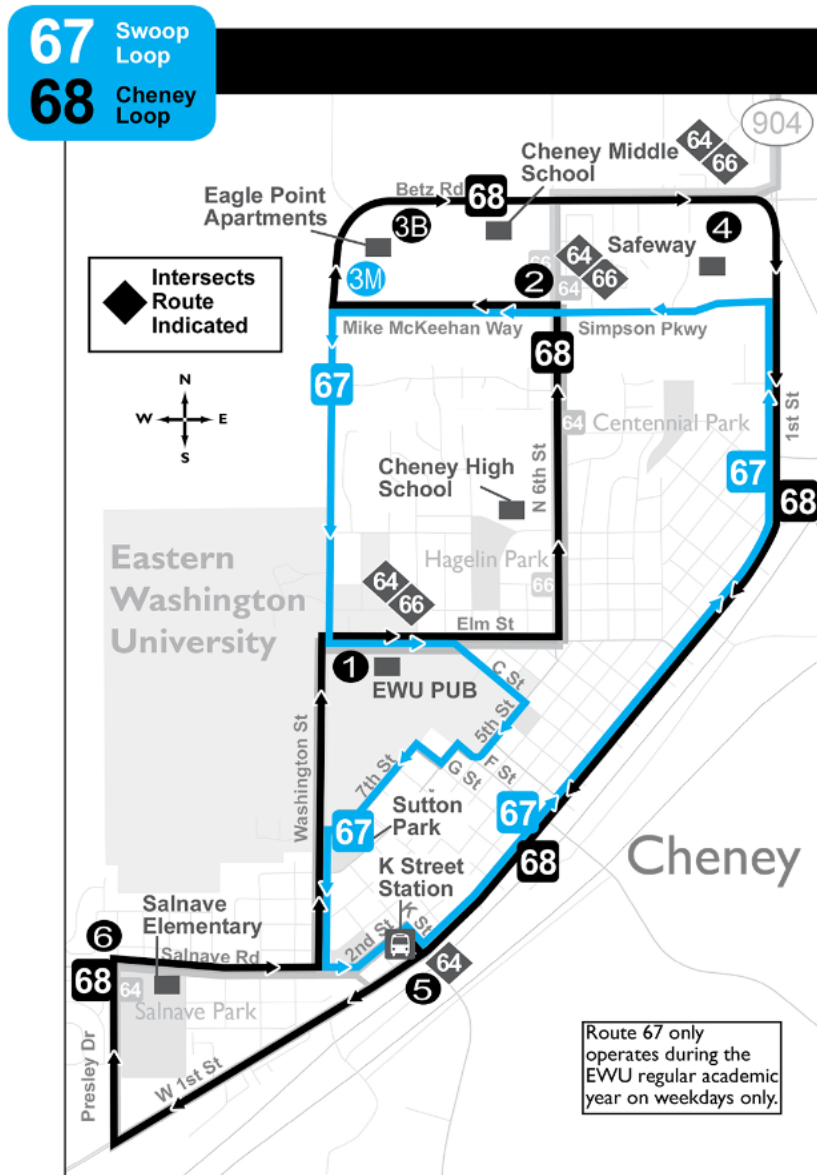 67 Swoop
Loop
68 Cheney
Loop
904
64
66
Cheney Middle
School
Betz Rd
68
Eagle Point
Apartments
3B
4
Safeway
66
64
64
66
3M
2
Intersects
Route
Indicated
Mike McKeehan Way
Simpson Pkwy
68
67
N
W
E
S
64
Centennial Park
1st St
N 6th St
67
68
Cheney High
School
Eastern
Washington
University
Hagelin Park
64
66
66
Elm St
1
EWU PUB
C St
5th St
F St
G St
7th St
Washington St
67
Sutton
Park
67
68
Cheney
K Street
Station
K St
2nd St
Salnave
Elementary
6
Salnave Rd
68
64
64
5
Salnave Park
Presley Dr
W 1st St
Route 67 only
operates during the
EWU regular academic
year on weekdays only.